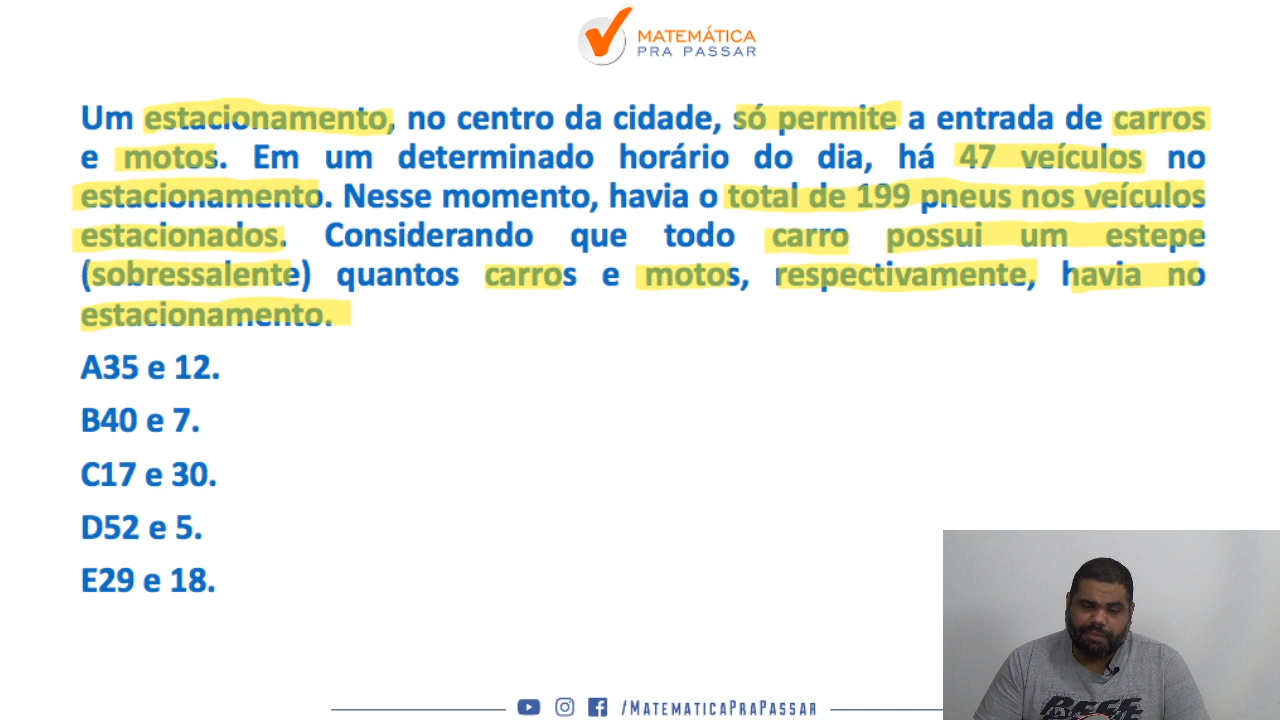 MATEMÁTICA
PRA PASSAR
Um estacionamento, no centro da cidade, só permite a entrada de carros
e motos. Em um determinado horário do dia, há 47 veículos no
estacionamento. Nesse momento, havia o total de 199 pneus nos veículos
estacionados. Considerando que todo carro possui um estepe
(sobressalente) quantos carros e motos, respectivamente, havia no
estacionamento.
A35 e 12.
B40 e 7.
C17 e 30.
D52 e 5.
E29 e 18.
/MATEMATICAPRAPASSAR